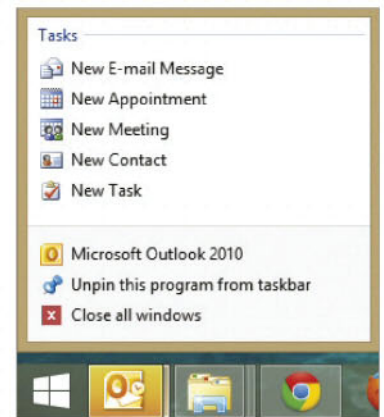 Tasks
New E-mail Message
New Appointment
New Meeting
New Contact
New Task
Microsoft Outlook 2010
Unpin this program from taskbar
Close all windows